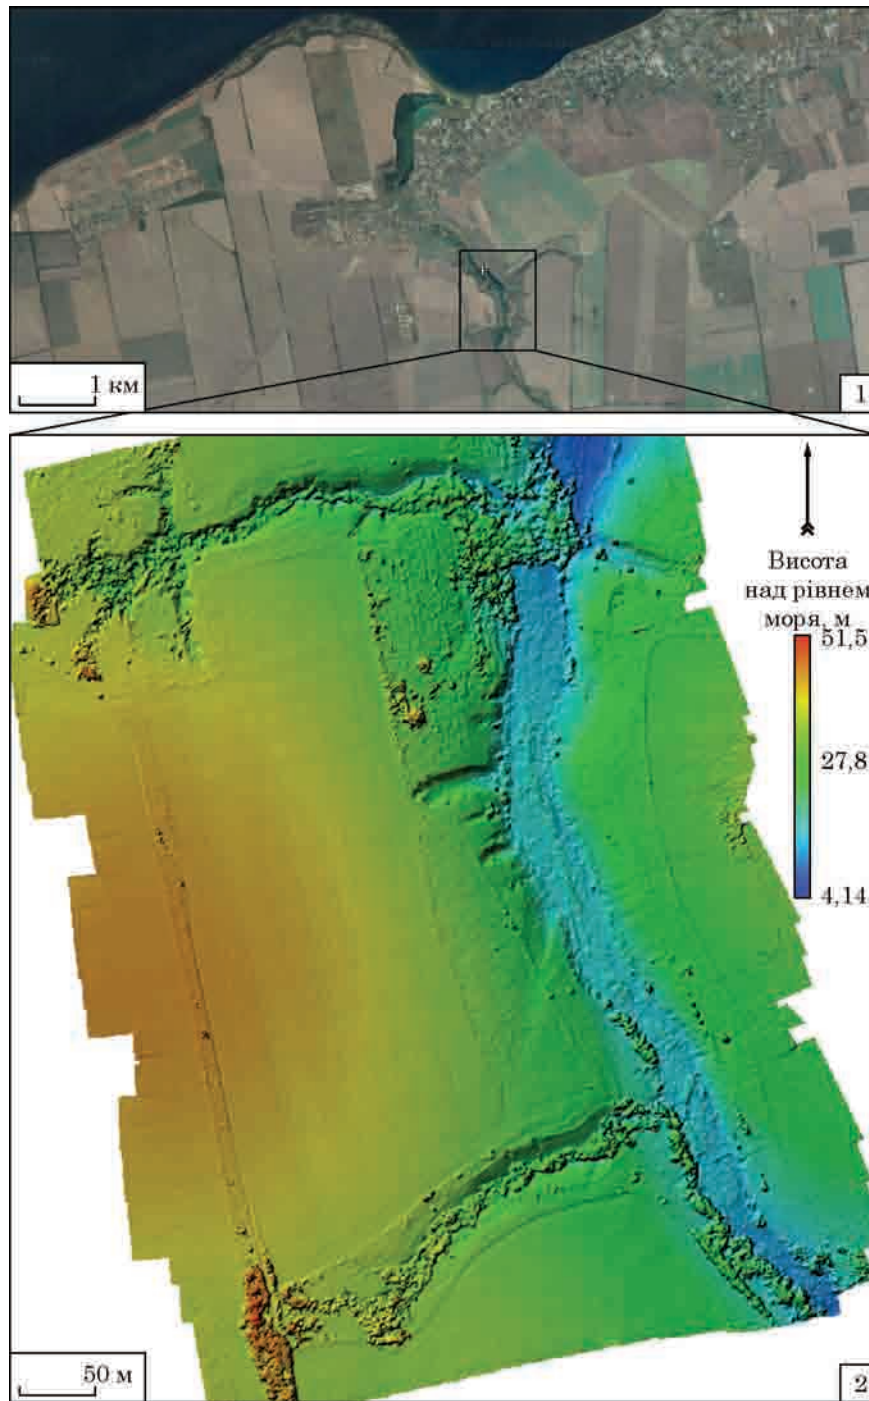 1 км
1
Висота
над рівнем
моря, м
51,5
27,8
4,14
50 м
2